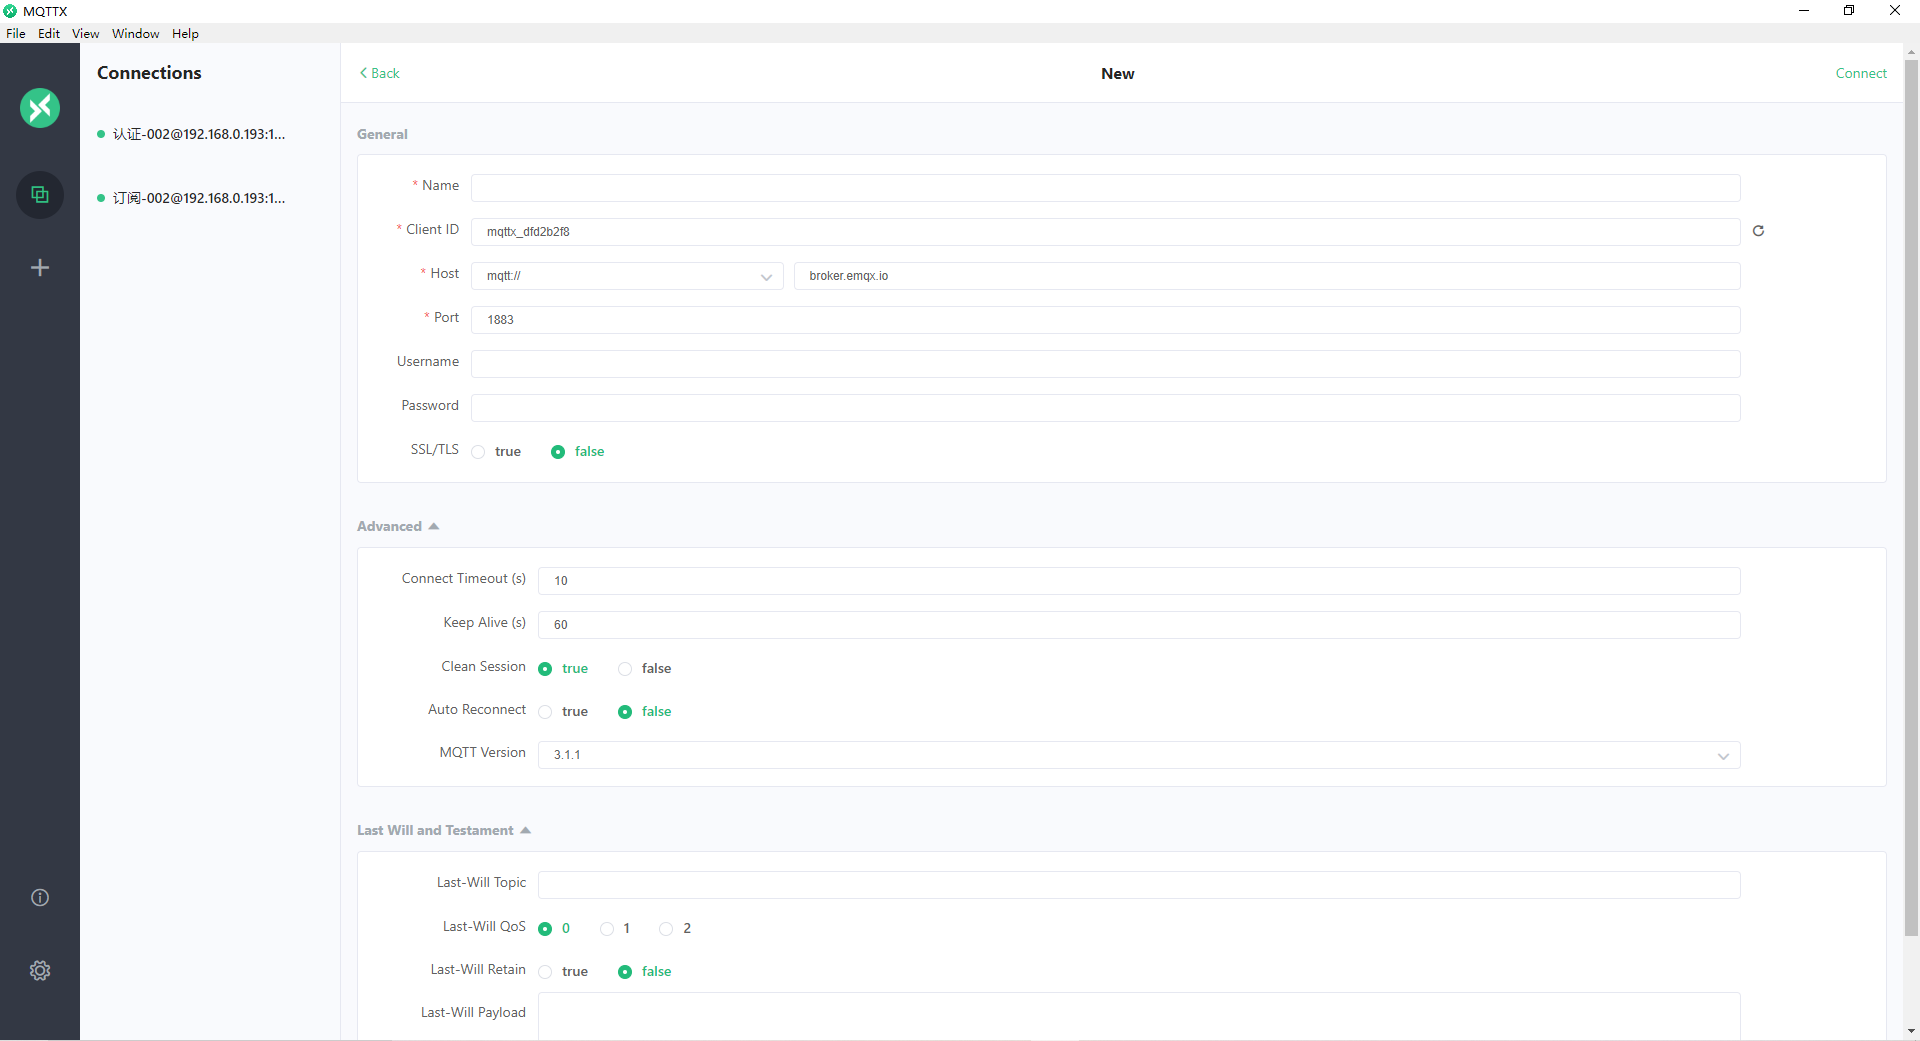 MQTTX
File Edit View Window Help
Connections
认证-002@192.168.0.193:1...
订阅-002@192.168.0.193:1...
Back
New
Connect
General
* Name
* Client ID mqttx_dfd2b2f8
* Host mqtt:// broker.emqx.io
* Port 1883
Username
Password
SSL/TLS true false
Advanced
Connect Timeout (s) 10
Keep Alive (s) 60
Clean Session true false
Auto Reconnect true false
MQTT Version 3.1.1
Last Will and Testament
Last-Will Topic
Last-Will QoS 0 1 2
Last-Will Retain true false
Last-Will Payload